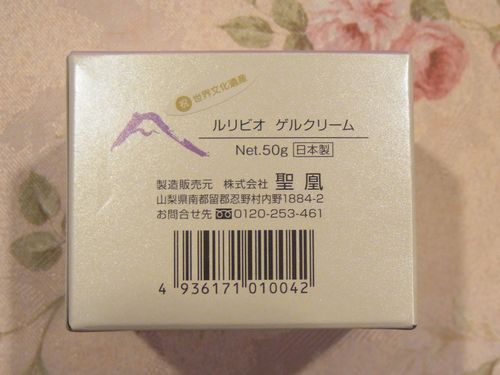 祝 世界文化遺産
ルリビオ ゲルクリーム
Net.50g 日本製
製造販売元 株式会社 聖凰
山梨県南都留郡忍野村内野1884-2
お問合せ先 0120-253-461
4 936171 010042